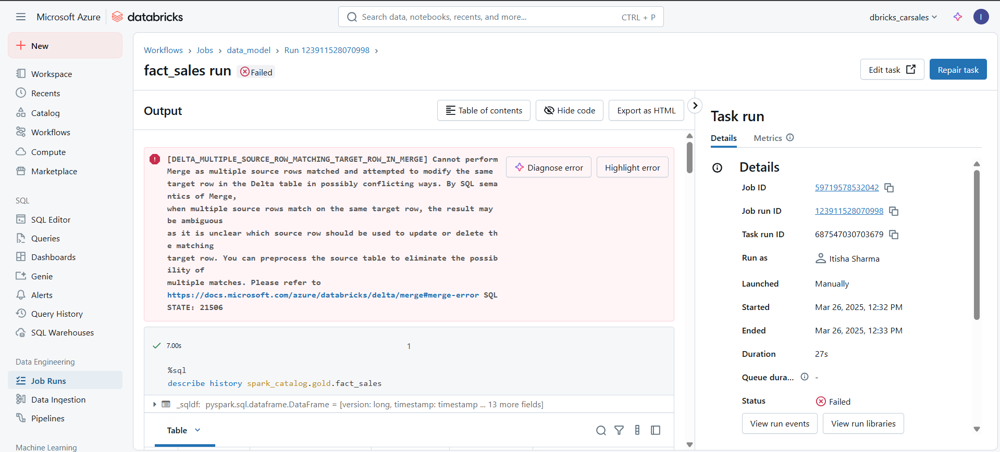 Microsoft Azure
databricks
Search data, notebooks, recents, and more...
CTRL + P
dbricks_carsales
I
New
Workspace
Recents
Catalog
Workflows
Compute
Marketplace
SQL
SQL Editor
Queries
Dashboards
Genie
Alerts
Query History
SQL Warehouses
Data Engineering
Job Runs
Data Ingestion
Pipelines
Machine Learning
Workflows > Jobs > data_model > Run 123911528070998 >
fact_sales run
Failed
Edit task
Repair task
Output
Table of contents
Hide code
Export as HTML
[DELTA_MULTIPLE_SOURCE_ROW_MATCHING_TARGET_ROW_IN_MERGE] Cannot perform
Merge as multiple source rows matched and attempted to modify the same
target row in the Delta table in possibly conflicting ways. By SQL sema
ntics of Merge,
when multiple source rows match on the same target row, the result may
be ambiguous
as it is unclear which source row should be used to update or delete th
e matching
target row. You can preprocess the source table to eliminate the possib
ility of
multiple matches. Please refer to
https://docs.microsoft.com/azure/databricks/delta/merge#merge-error SQL
STATE: 21506
Diagnose error
Highlight error
7.00s
1
%sql
describe history spark_catalog.gold.fact_sales
_sqldf: pyspark.sql.dataframe.DataFrame = [version: long, timestamp: timestamp ... 13 more fields]
Table
Task run
Details
Metrics
Details
Job ID 59719578532042
Job run ID 123911528070998
Task run ID 687547030703679
Run as Itisha Sharma
Launched Manually
Started Mar 26, 2025, 12:32 PM
Ended Mar 26, 2025, 12:33 PM
Duration 27s
Queue dura... -
Status Failed
View run events
View run libraries